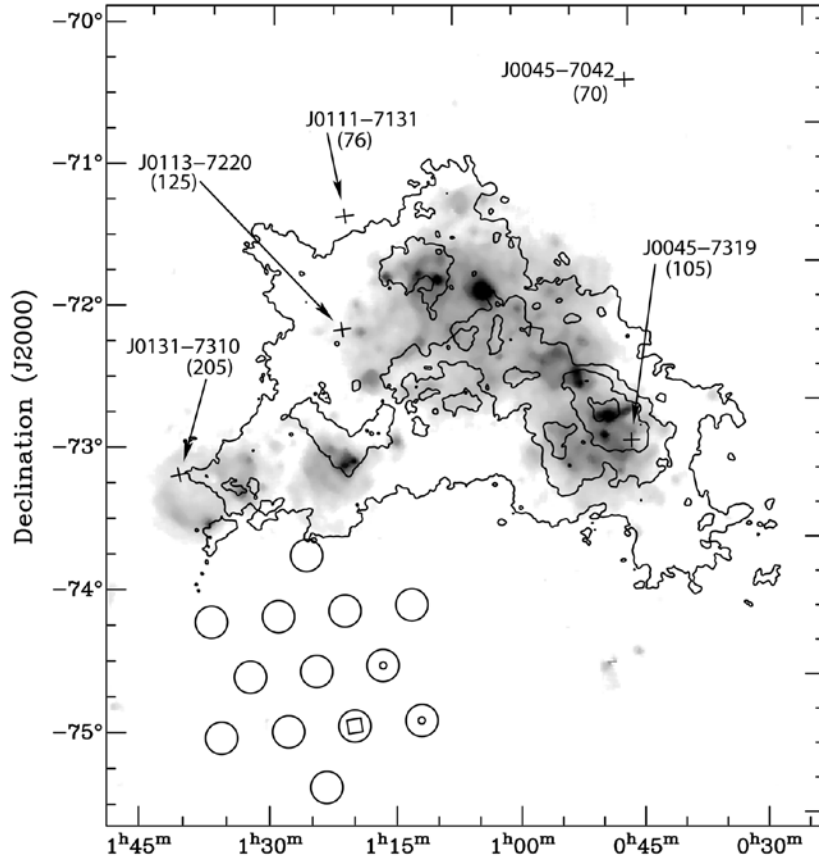 −70°
J0045−7042
(70)
J0111−7131
(76)
−71°
J0113−7220
(125)
J0045−7319
(105)
−72°
J0131−7310
(205)
−73°
−74°
−75°
Declination (J2000)
1ʰ45ᵐ 1ʰ30ᵐ 1ʰ15ᵐ 1ʰ00ᵐ 0ʰ45ᵐ 0ʰ30ᵐ